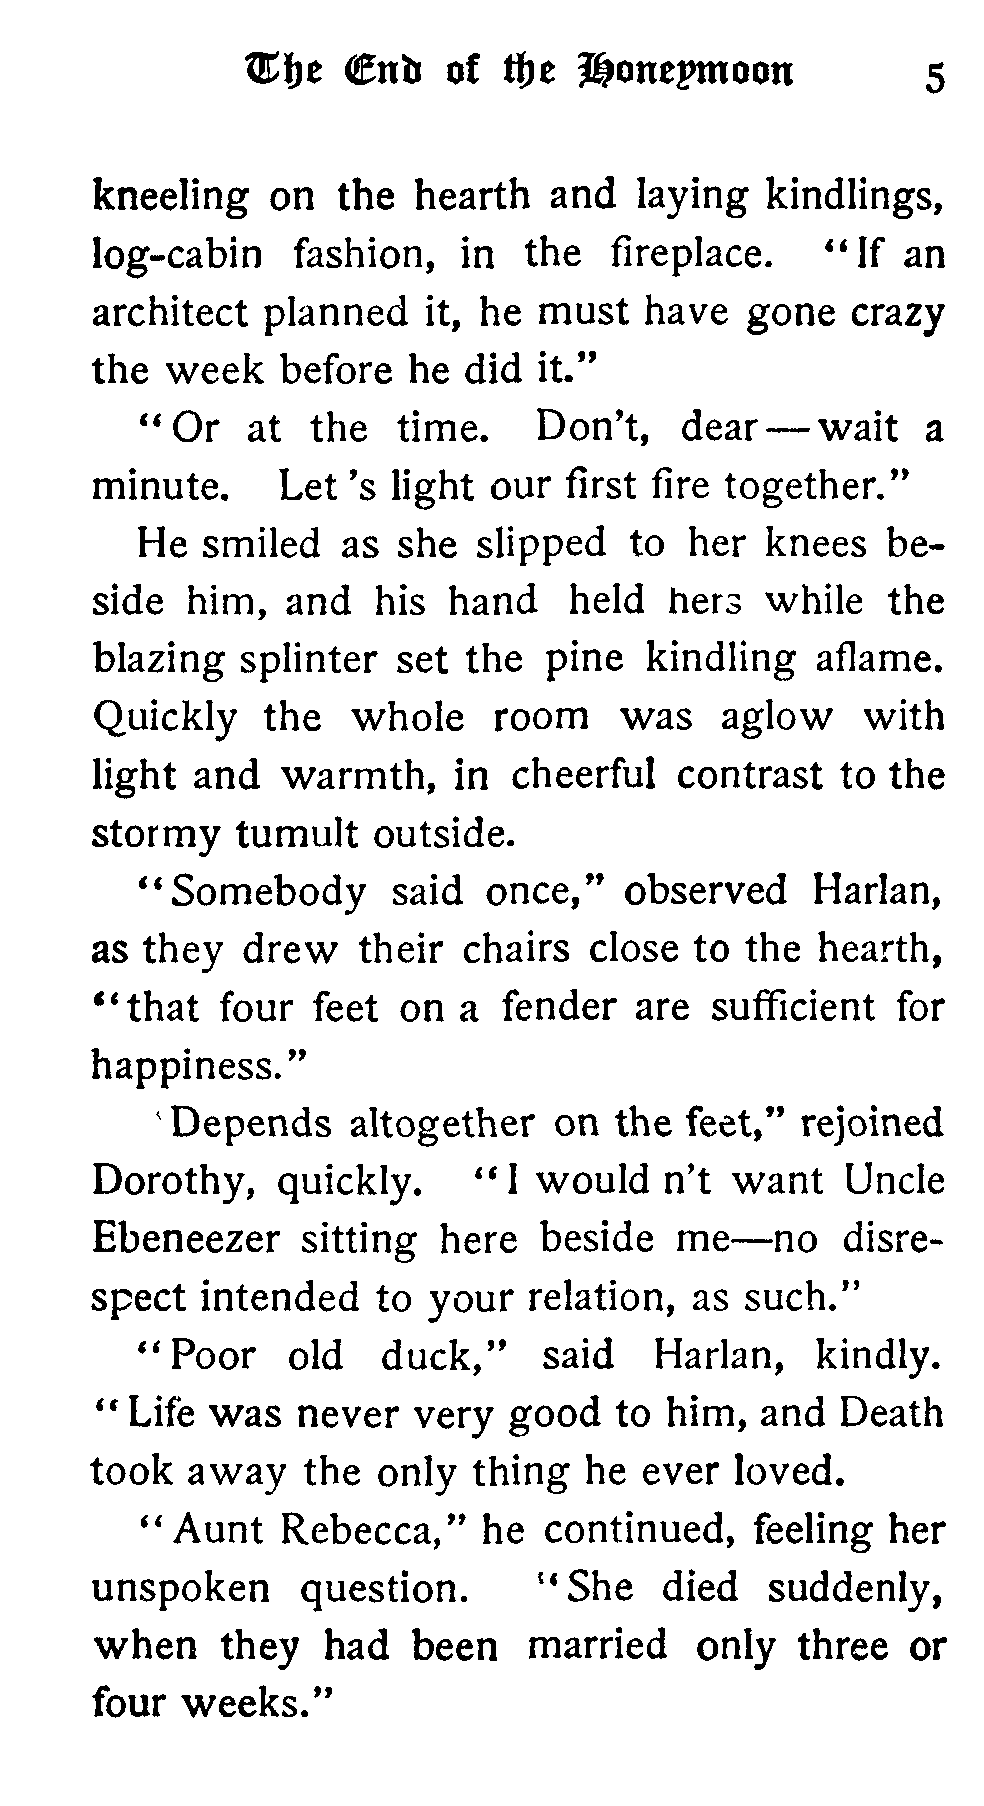 The End of the Honeymoon 5
kneeling on the hearth and laying kindlings,
log-cabin fashion, in the fireplace. "If an
architect planned it, he must have gone crazy
the week before he did it."
"Or at the time. Don't, dear—wait a
minute. Let 's light our first fire together."
He smiled as she slipped to her knees be-
side him, and his hand held hers while the
blazing splinter set the pine kindling aflame.
Quickly the whole room was aglow with
light and warmth, in cheerful contrast to the
stormy tumult outside.
"Somebody said once," observed Harlan,
as they drew their chairs close to the hearth,
"that four feet on a fender are sufficient for
happiness."
'Depends altogether on the feet," rejoined
Dorothy, quickly. "I would n't want Uncle
Ebeneezer sitting here beside me—no disre-
spect intended to your relation, as such."
"Poor old duck," said Harlan, kindly.
"Life was never very good to him, and Death
took away the only thing he ever loved.
"Aunt Rebecca," he continued, feeling her
unspoken question. "She died suddenly,
when they had been married only three or
four weeks."